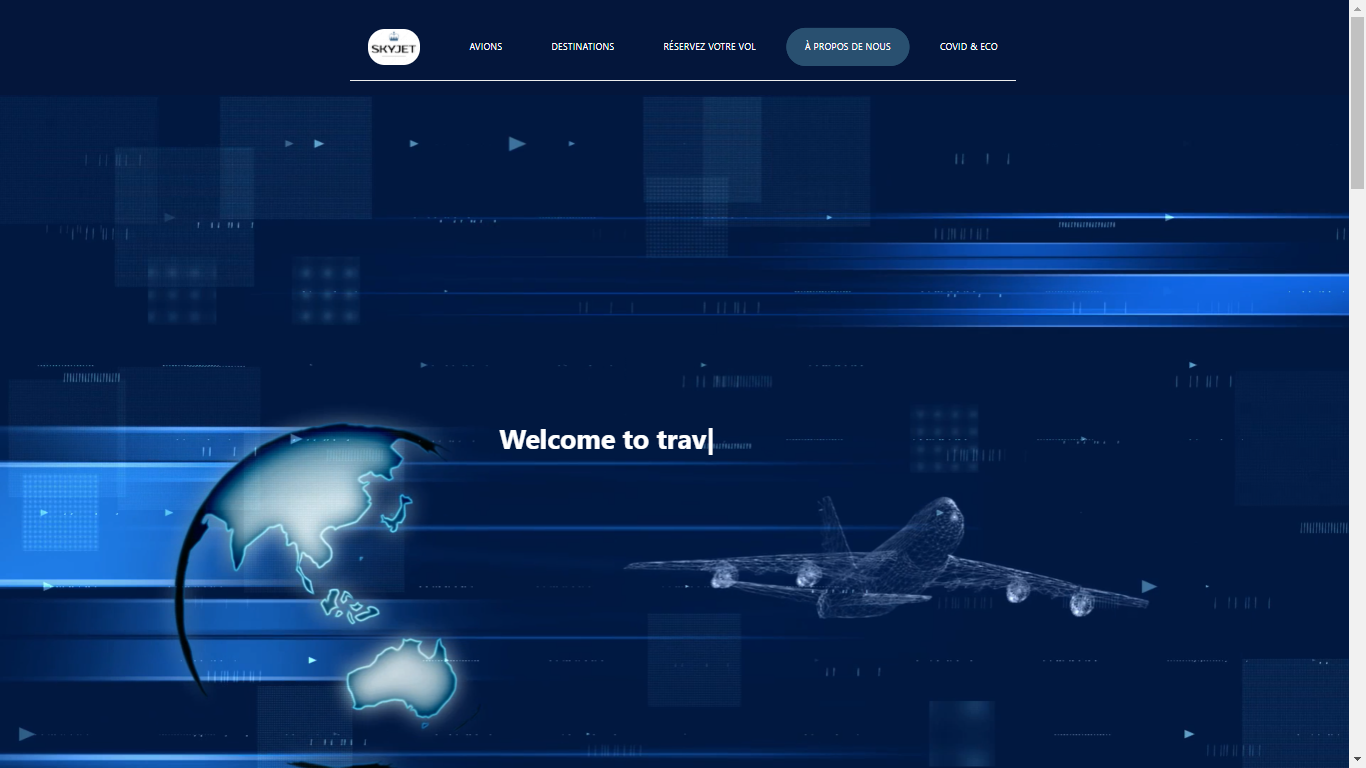 SKYJET
AVIONS
DESTINATIONS
RÉSERVEZ VOTRE VOL
À PROPOS DE NOUS
COVID & ECO
Welcome to trav|